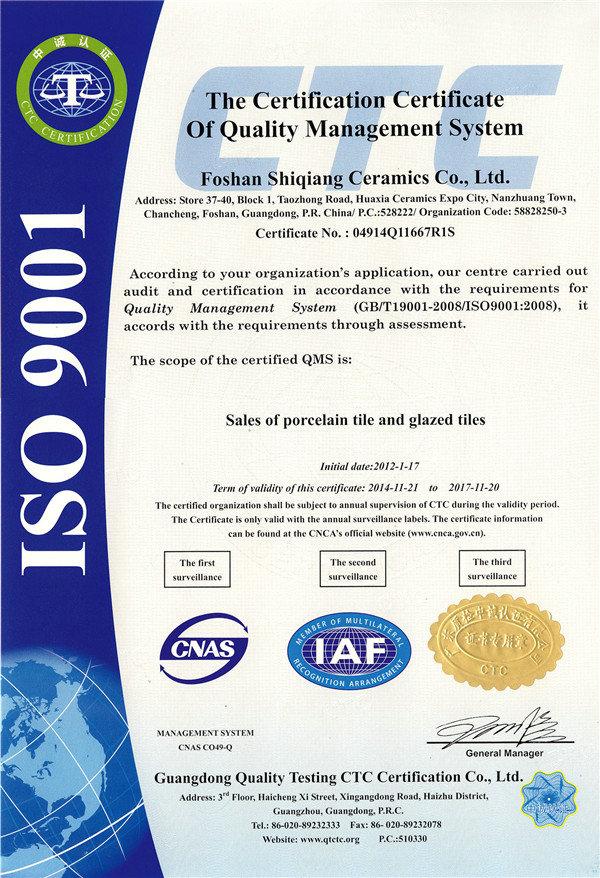 中诚认证
CTC CERTIFICATION
CTC
The Certification Certificate
Of Quality Management System
Foshan Shiqiang Ceramics Co., Ltd.
Address: Store 37-40, Block 1, Taozhong Road, Huaxia Ceramics Expo City, Nanzhuang Town,
Chancheng, Foshan, Guangdong, P.R. China/ P.C.:528222/ Organization Code: 58828250-3
Certificate No. : 04914Q11667R1S
According to your organization's application, our centre carried out
audit and certification in accordance with the requirements for
Quality Management System (GB/T19001-2008/ISO9001:2008), it
accords with the requirements through assessment.
The scope of the certified QMS is:
Sales of porcelain tile and glazed tiles
Initial date:2012-1-17
Term of validity of this certificate: 2014-11-21 to 2017-11-20
The certified organization shall be subject to annual supervision of CTC during the validity period.
The Certificate is only valid with the annual surveillance labels. The certificate information
can be found at the CNCA's official website (www.cnca.gov.cn).
The first
surveillance
The second
surveillance
The third
surveillance
ISO 9001
CNAS
MEMBER OF MULTILATERAL
IAF
RECOGNITION ARRANGEMENT
证书专用章
CTC
MANAGEMENT SYSTEM
CNAS CO49-Q
General Manager
Guangdong Quality Testing CTC Certification Co., Ltd.
Address: 3rd Floor, Haicheng Xi Street, Xingangdong Road, Haizhu District,
Guangzhou, Guangdong, P.R.C.
Tel.: 86-020-89232333 Fax: 86- 020-89232078
Website: www.qtctc.org P.C.:510330